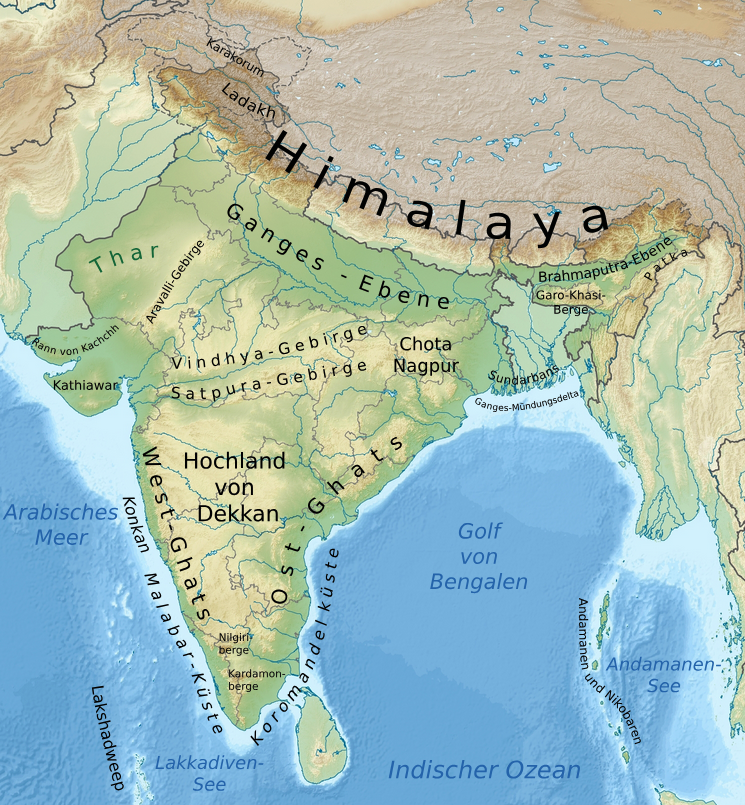 Karakorum
Ladakh
Himalaya
Thar
Ganges - Ebene
Aravalli-Gebirge
Brahmaputra-Ebene
Patkai
Garo-Khasi-
Berge
Rann von Kachchh
Kathiawar
Vindhya-Gebirge
Satpura-Gebirge
Chota
Nagpur
Sundarbans
Ganges-Mündungsdelta
Hochland
von
Dekkan
West-Ghats
Ost-Ghats
Konkan
Malabar-Küste
Koromandelküste
Arabisches
Meer
Golf
von
Bengalen
Nilgiri-
berge
Kardamon-
berge
Andamanen und Nikobaren
Andamanen-
See
Lakshadweep
Lakkadiven-
See
Indischer Ozean